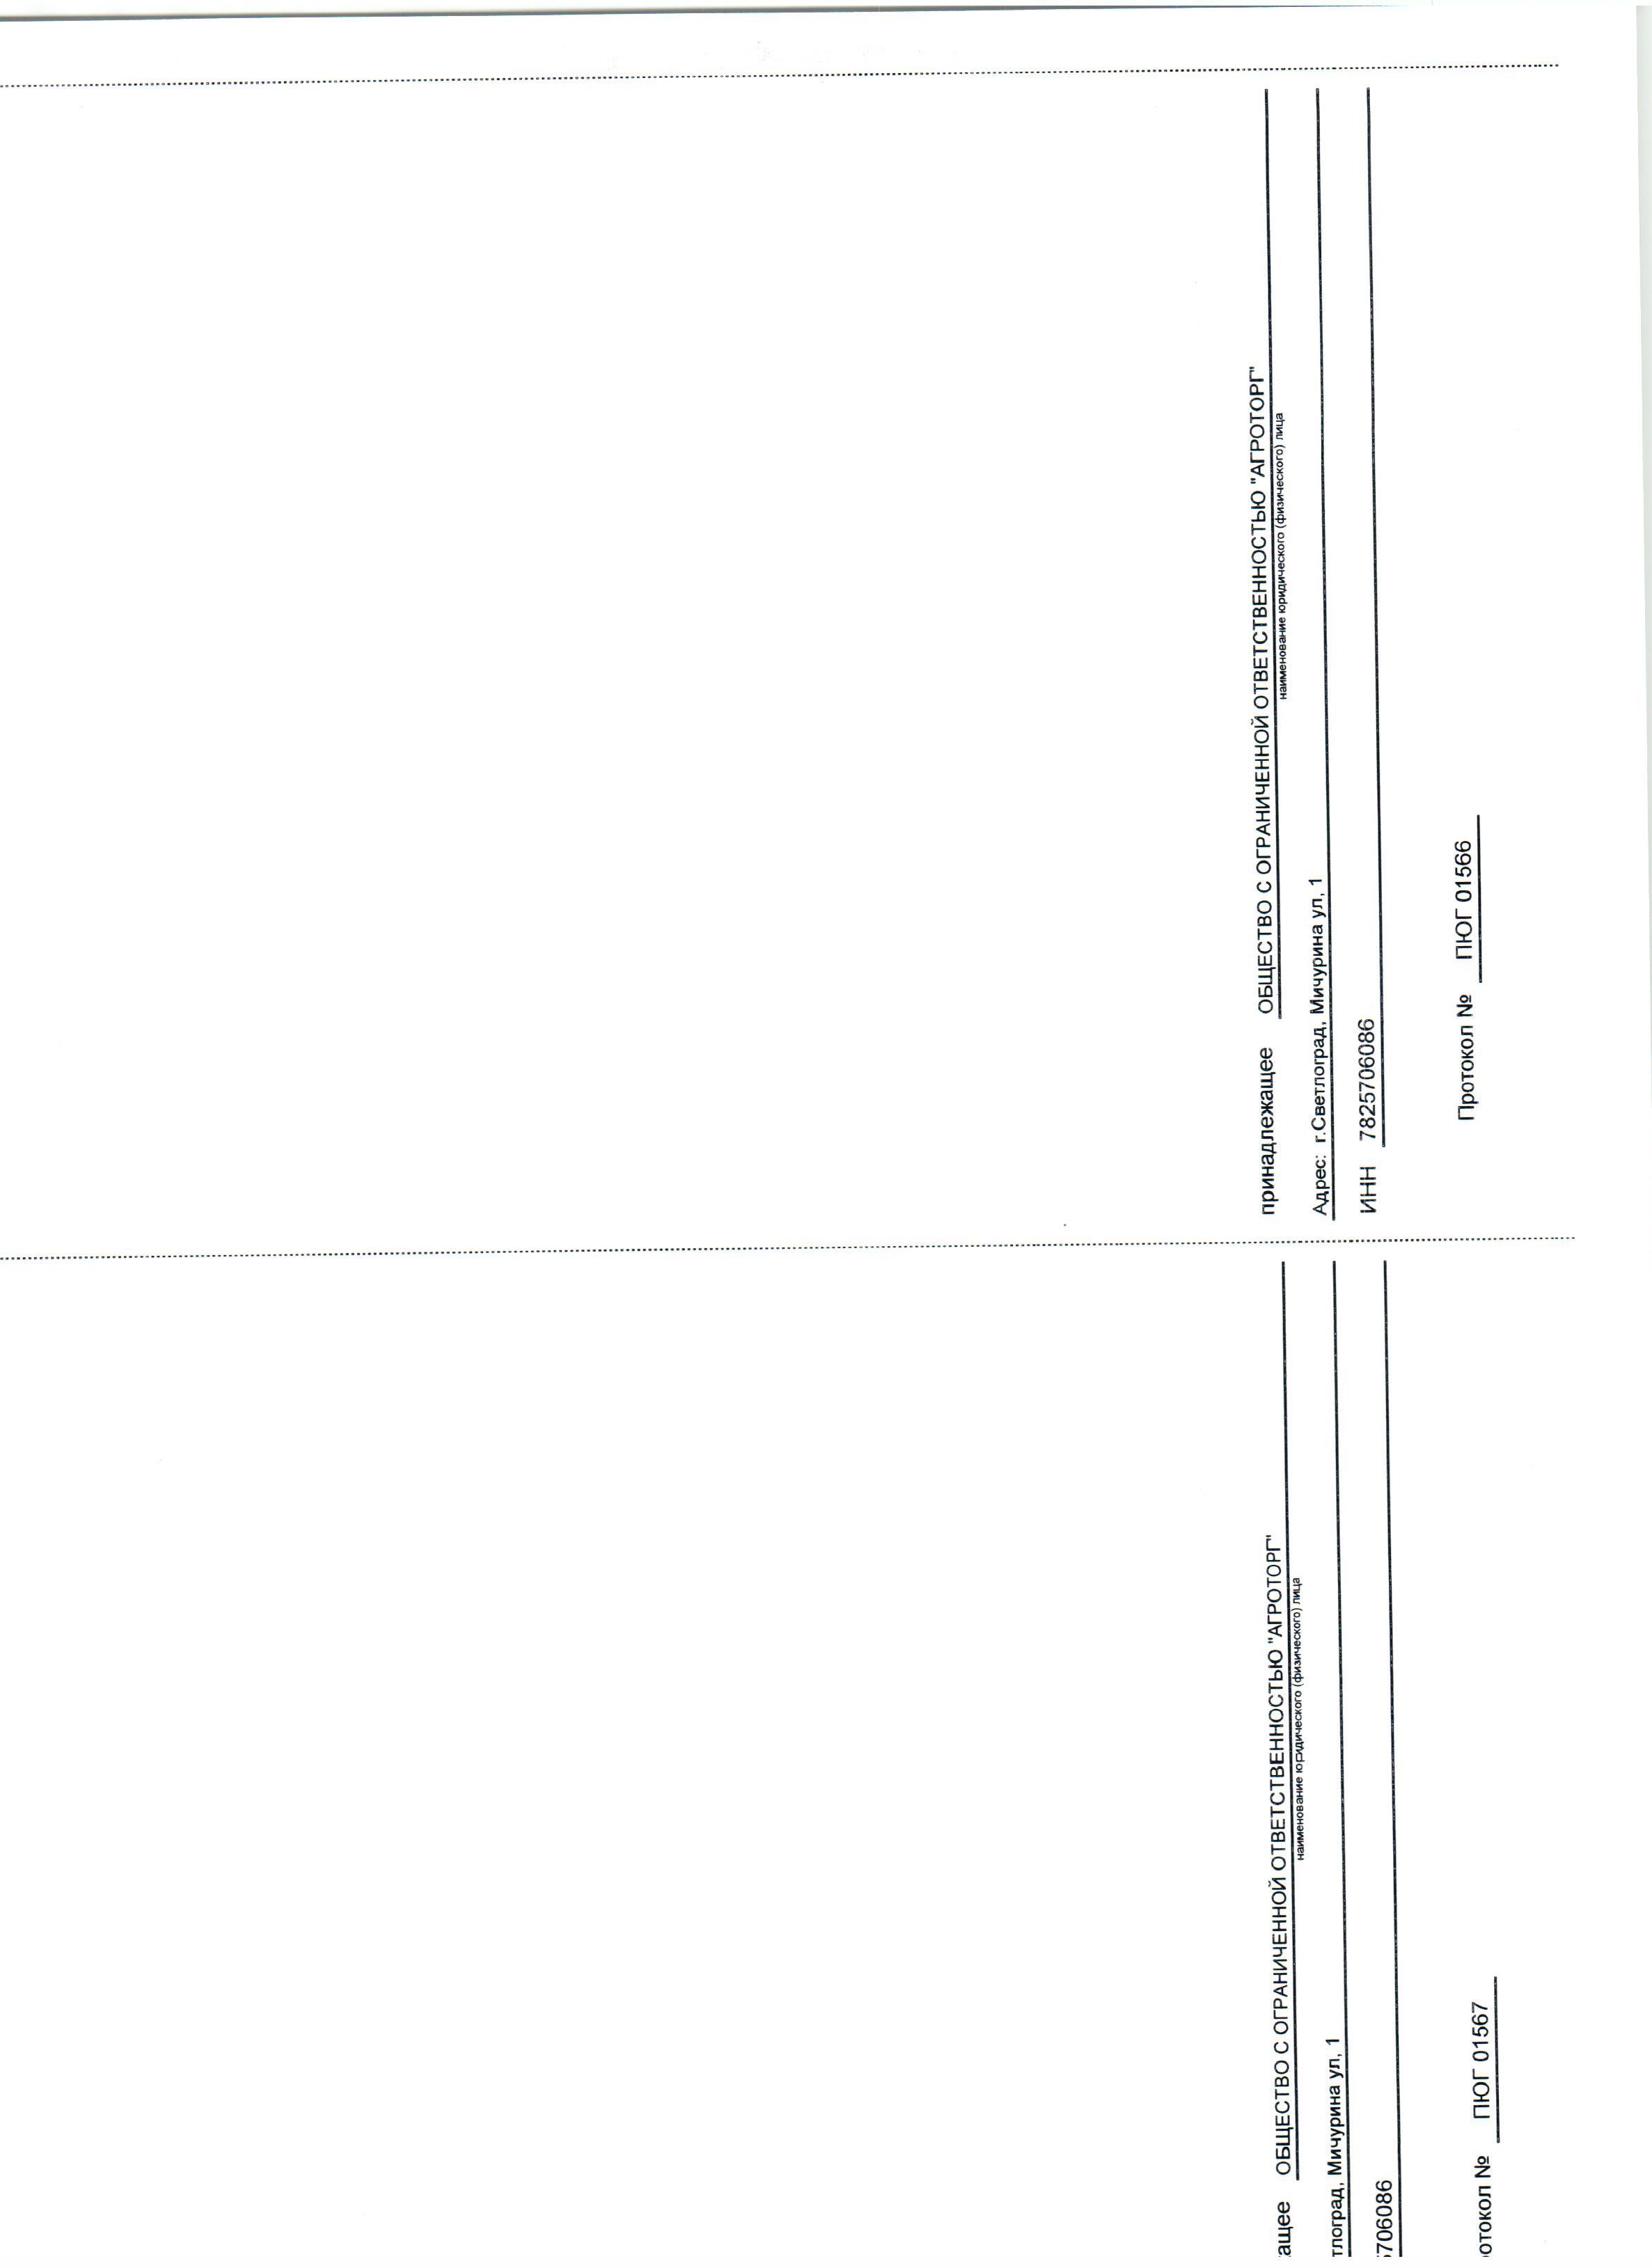 ащее ОБЩЕСТВО С ОГРАНИЧЕННОЙ ОТВЕТСТВЕННОСТЬЮ "АГРОТОРГ"
наименование юридического (физического) лица
тлоград, Мичурина ул, 1
706086
отокол № ПЮГ 01567
принадлежащее ОБЩЕСТВО С ОГРАНИЧЕННОЙ ОТВЕТСТВЕННОСТЬЮ "АГРОТОРГ"
наименование юридического (физического) лица
Адрес: г.Светлоград, Мичурина ул, 1
ИНН 7825706086
Протокол № ПЮГ 01566